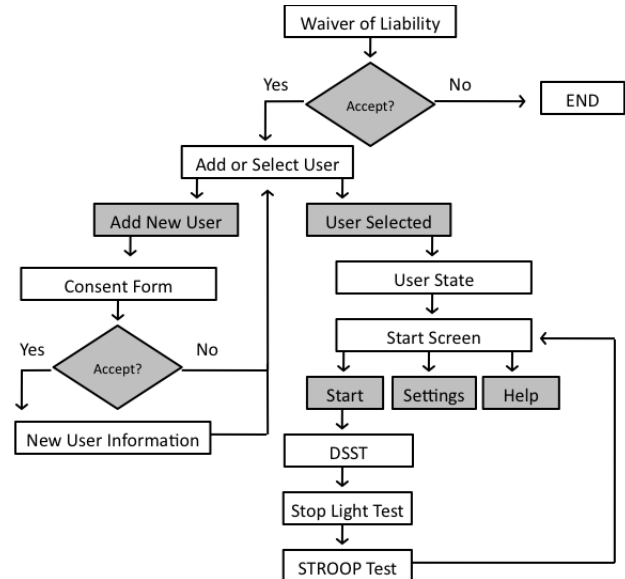 Waiver of Liability
Yes
Accept?
No
END
Add or Select User
Add New User
User Selected
Consent Form
User State
Yes
Accept?
No
Start Screen
Start
Settings
Help
New User Information
DSST
Stop Light Test
STROOP Test